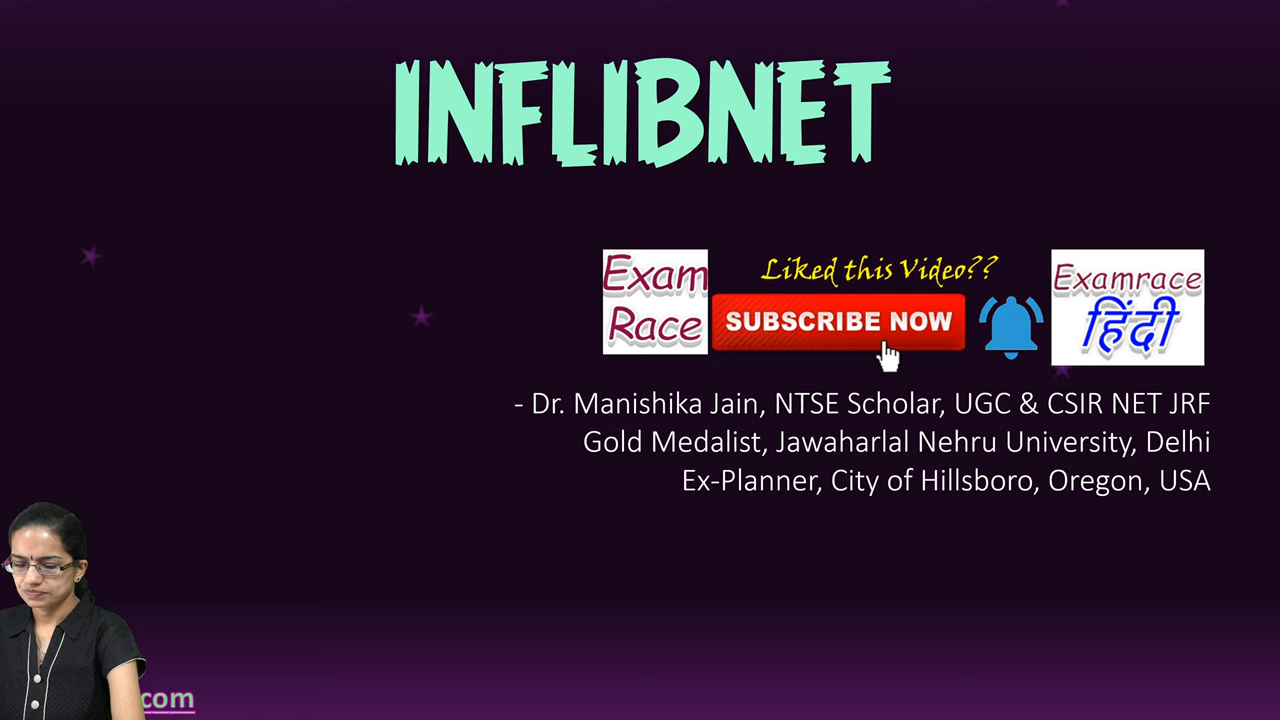 INFLIBNET
Exam
Race
Liked this Video??
SUBSCRIBE NOW
Examrace
हिंदी
- Dr. Manishika Jain, NTSE Scholar, UGC & CSIR NET JRF
Gold Medalist, Jawaharlal Nehru University, Delhi
Ex-Planner, City of Hillsboro, Oregon, USA
com